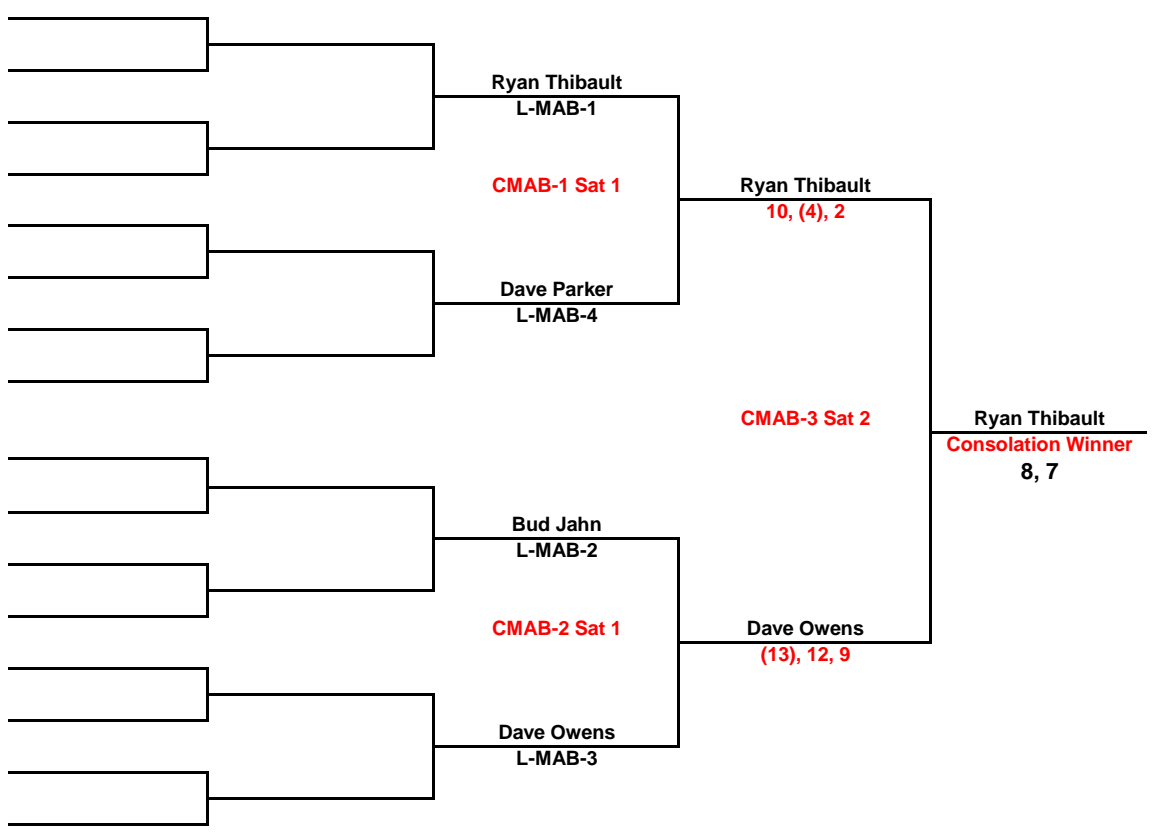 Ryan Thibault
L-MAB-1
CMAB-1 Sat 1
Ryan Thibault
10, (4), 2
Dave Parker
L-MAB-4
CMAB-3 Sat 2
Ryan Thibault
Consolation Winner
8, 7
Bud Jahn
L-MAB-2
CMAB-2 Sat 1
Dave Owens
(13), 12, 9
Dave Owens
L-MAB-3